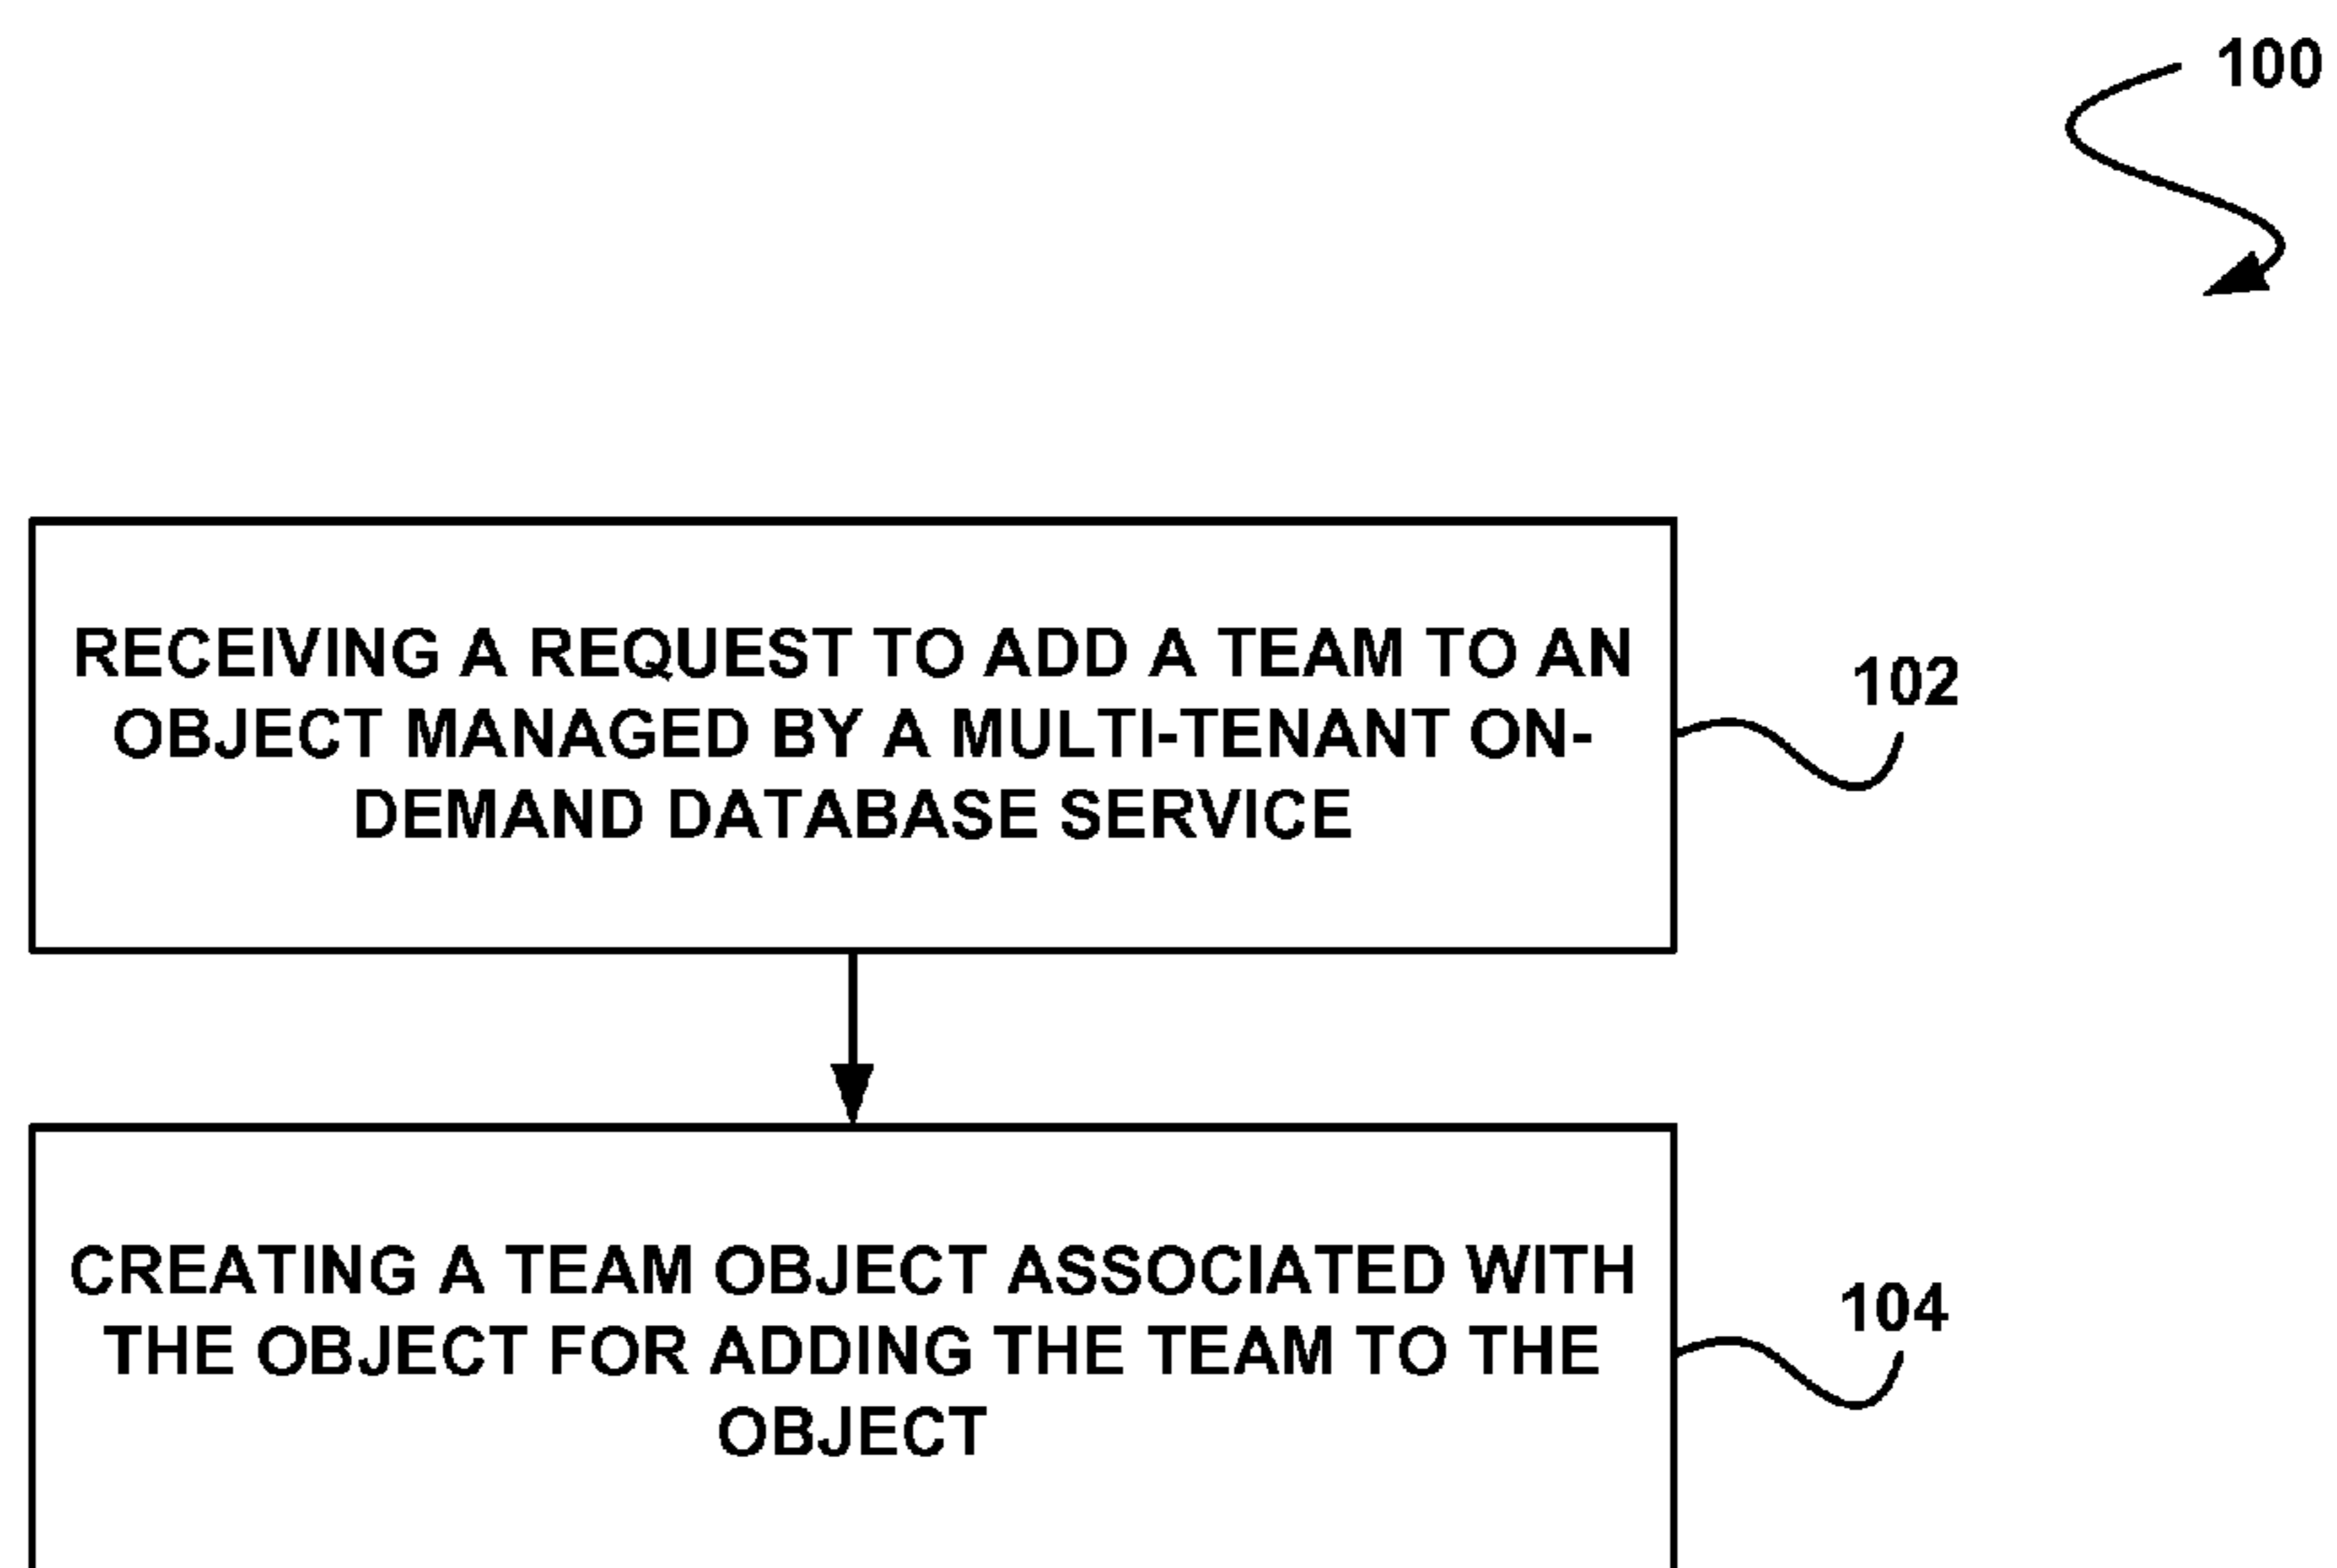 100
RECEIVING A REQUEST TO ADD A TEAM TO AN
OBJECT MANAGED BY A MULTI-TENANT ON-
DEMAND DATABASE SERVICE
102
CREATING A TEAM OBJECT ASSOCIATED WITH
THE OBJECT FOR ADDING THE TEAM TO THE
OBJECT
104